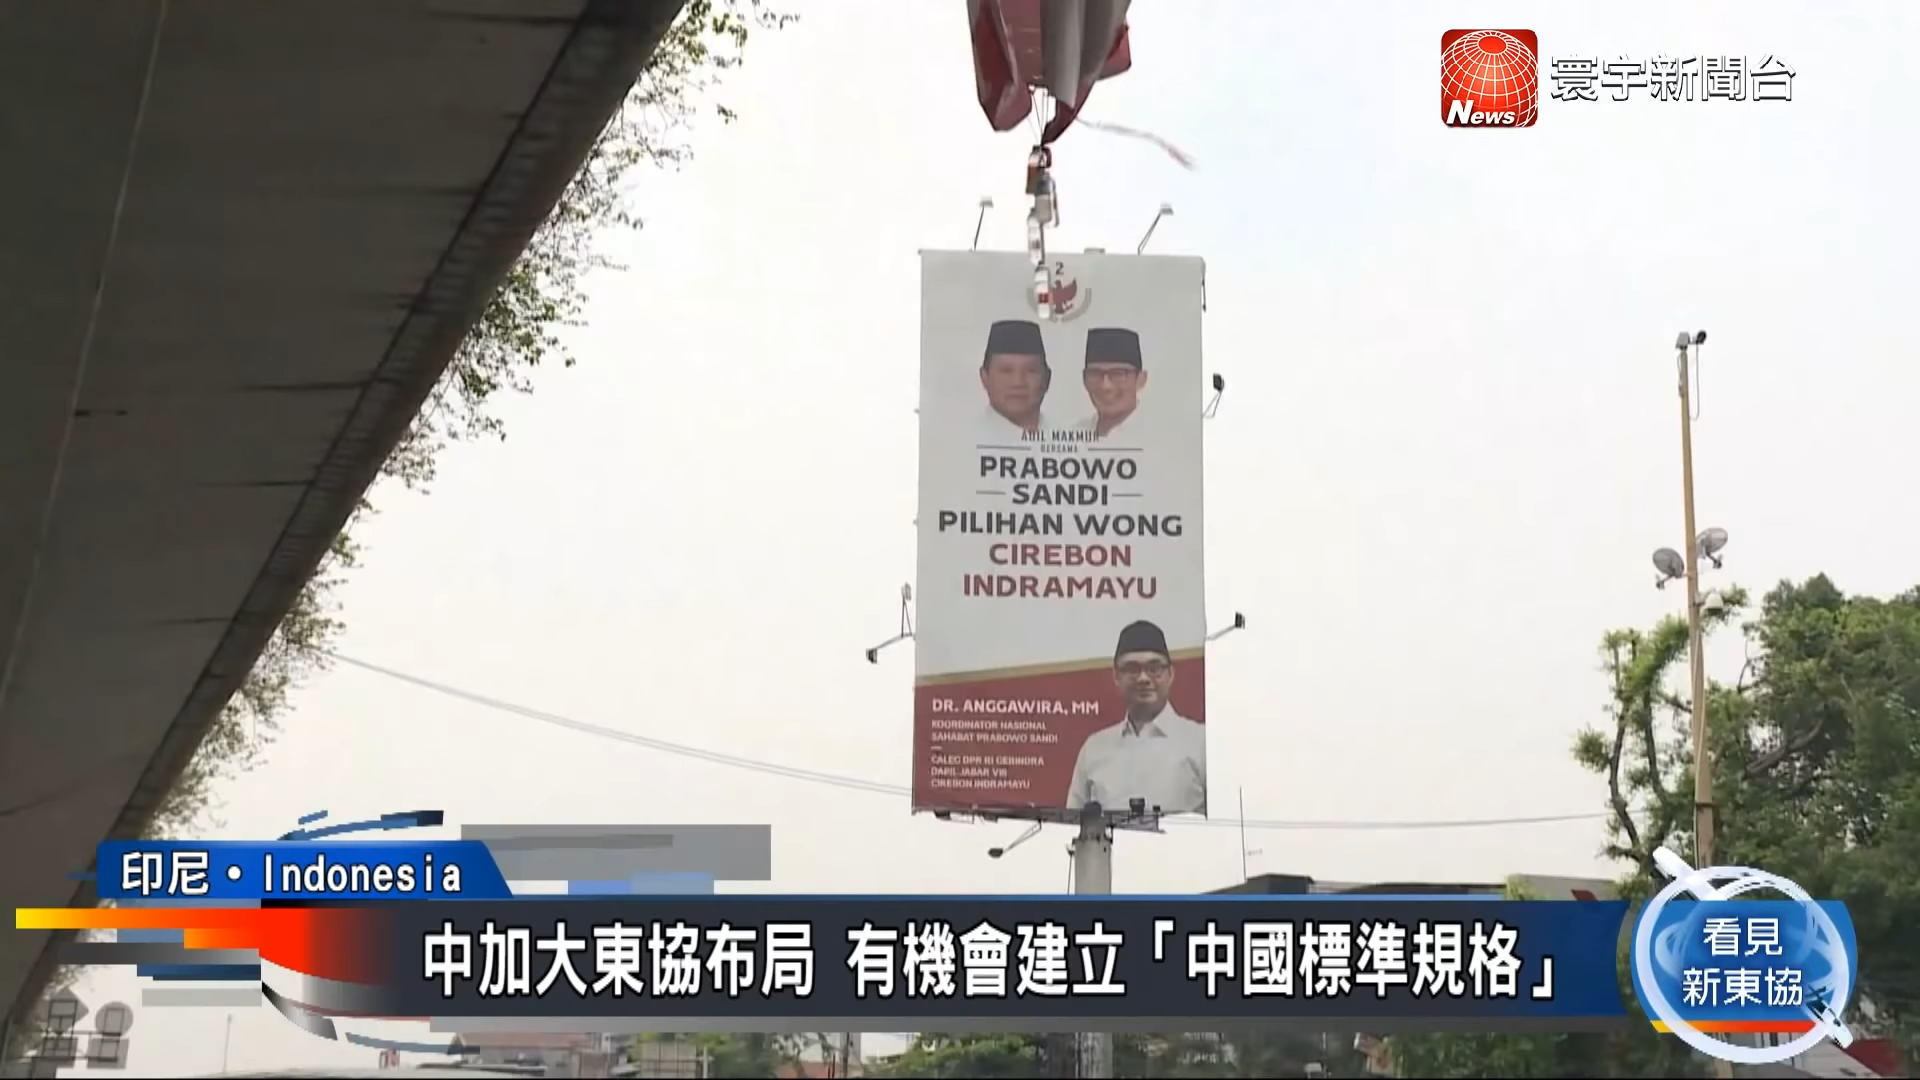 News
寰宇新聞台
2
ADIL MAKMUR
BERSAMA
PRABOWO
SANDI
PILIHAN WONG
CIREBON
INDRAMAYU
DR. ANGGAWIRA, MM
KOORDINATOR NASIONAL
SAHABAT PRABOWO SANDI
CALEG DPR RI GERINDRA
DAPIL JABAR VIII
CIREBON INDRAMAYU
印尼・Indonesia
中加大東協布局 有機會建立「中國標準規格」
看見
新東協